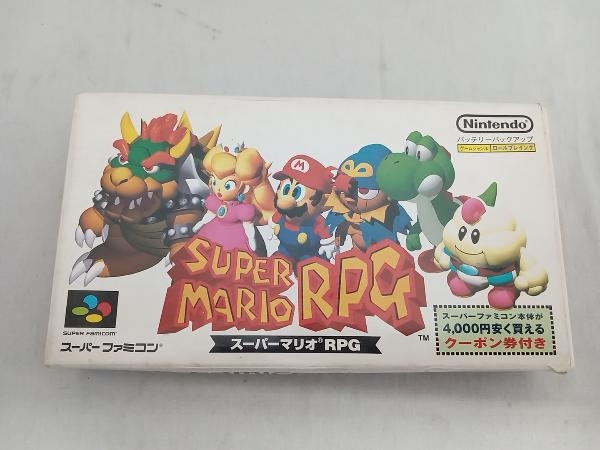 Nintendo
バッテリーバックアップ
ゲームジャンル ロールプレイング
SUPER
MARIO RPG
TM
スーパーマリオ® RPG
SUPER FAMICOM
スーパーファミコン®
スーパーファミコン本体が
4,000円安く買える
クーポン券付き